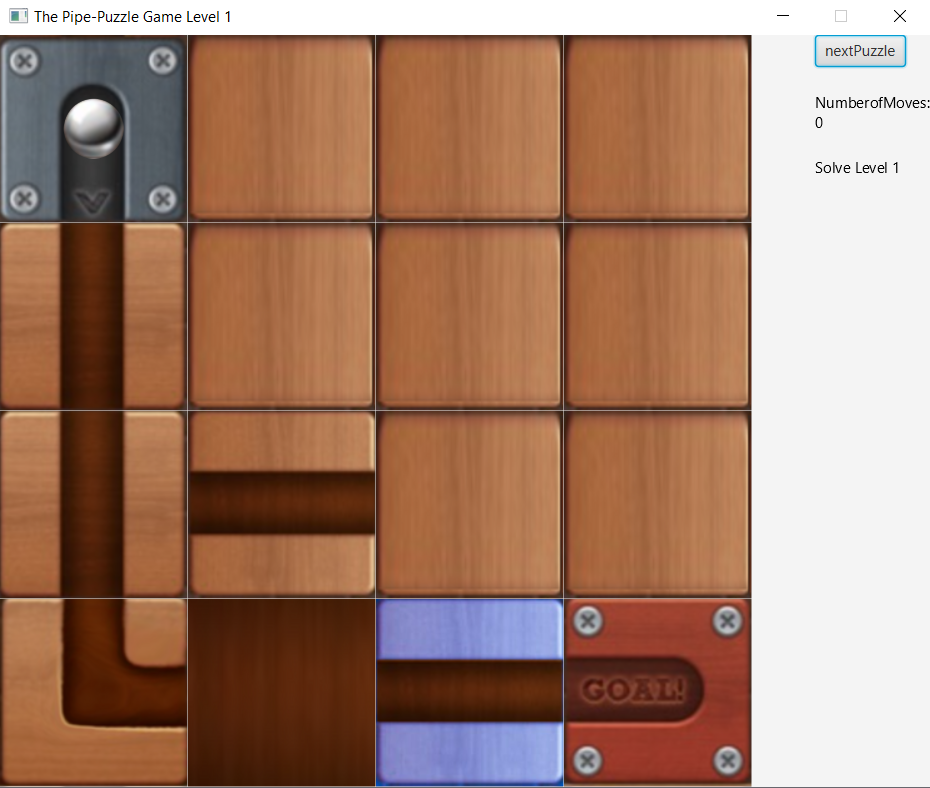 The Pipe-Puzzle Game Level 1
nextPuzzle
NumberofMoves:
0
Solve Level 1
GOAL!